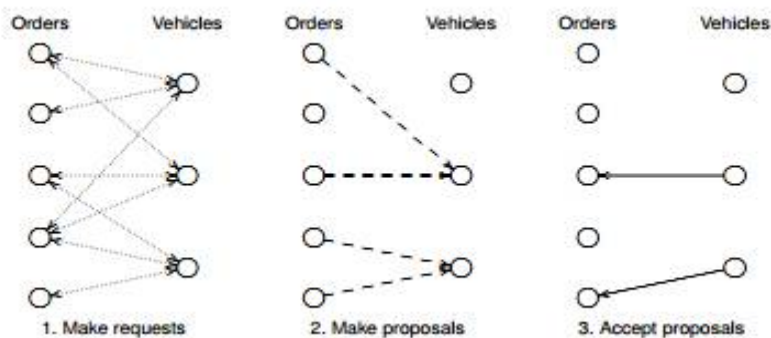 Orders Vehicles Orders Vehicles Orders Vehicles
1. Make requests 2. Make proposals 3. Accept proposals